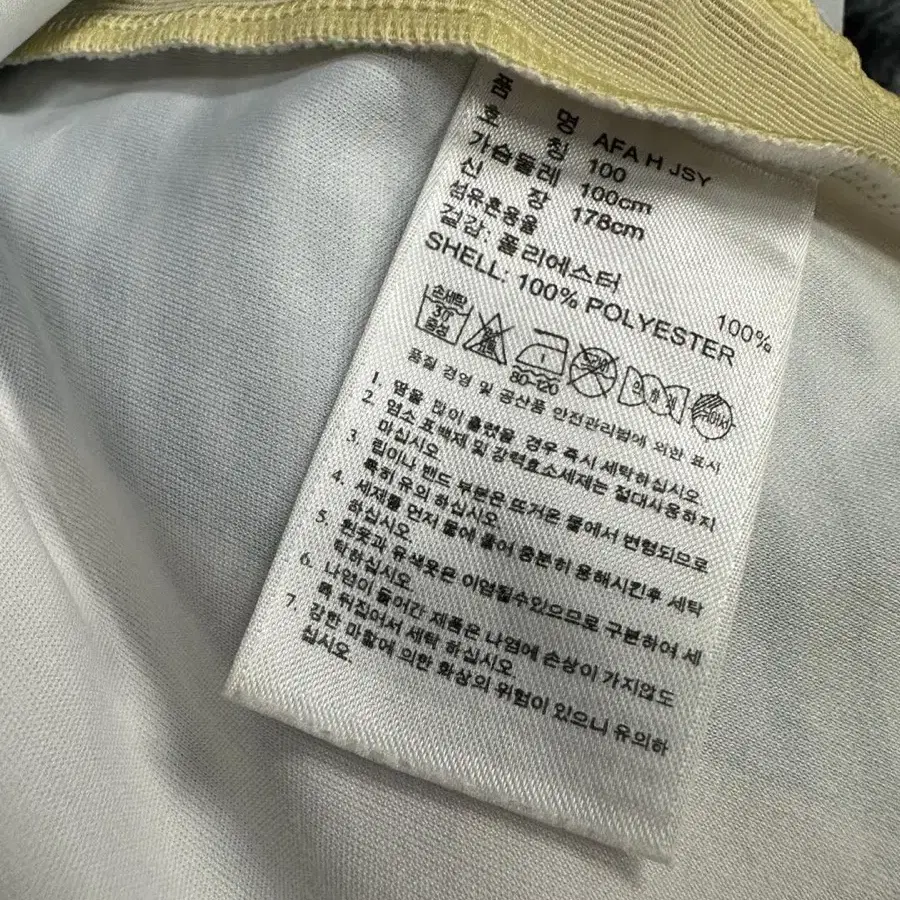 품 명 AFA H JSY
호 칭 100
가슴둘레 100cm
신 장 178cm
섬유혼용율
겉감: 폴리에스터 100%
SHELL: 100% POLYESTER
손세탁
30°
중성
80~120
드라이
품질 경영 및 공산품 안전관리법에 의한 표시
1. 땀을 많이 흘렸을 경우 즉시 세탁하십시오.
2. 염소 표백제 및 강력효소세제는 절대사용하지
마십시오.
3. 립이나 밴드 부분은 뜨거운 물에서 변형되므로
특히 유의 하십시오.
4. 세제를 먼저 물에 풀어 충분히 용해시킨후 세탁
하십시오.
5. 흰옷과 유색옷은 이염될수있으므로 구분하여 세
탁하십시오.
6. 나염이 들어간 제품은 나염에 손상이 가지않도
록 뒤집어서 세탁 하십시오.
7. 강한 마찰에 의한 화상의 위험이 있으니 유의하
십시오.